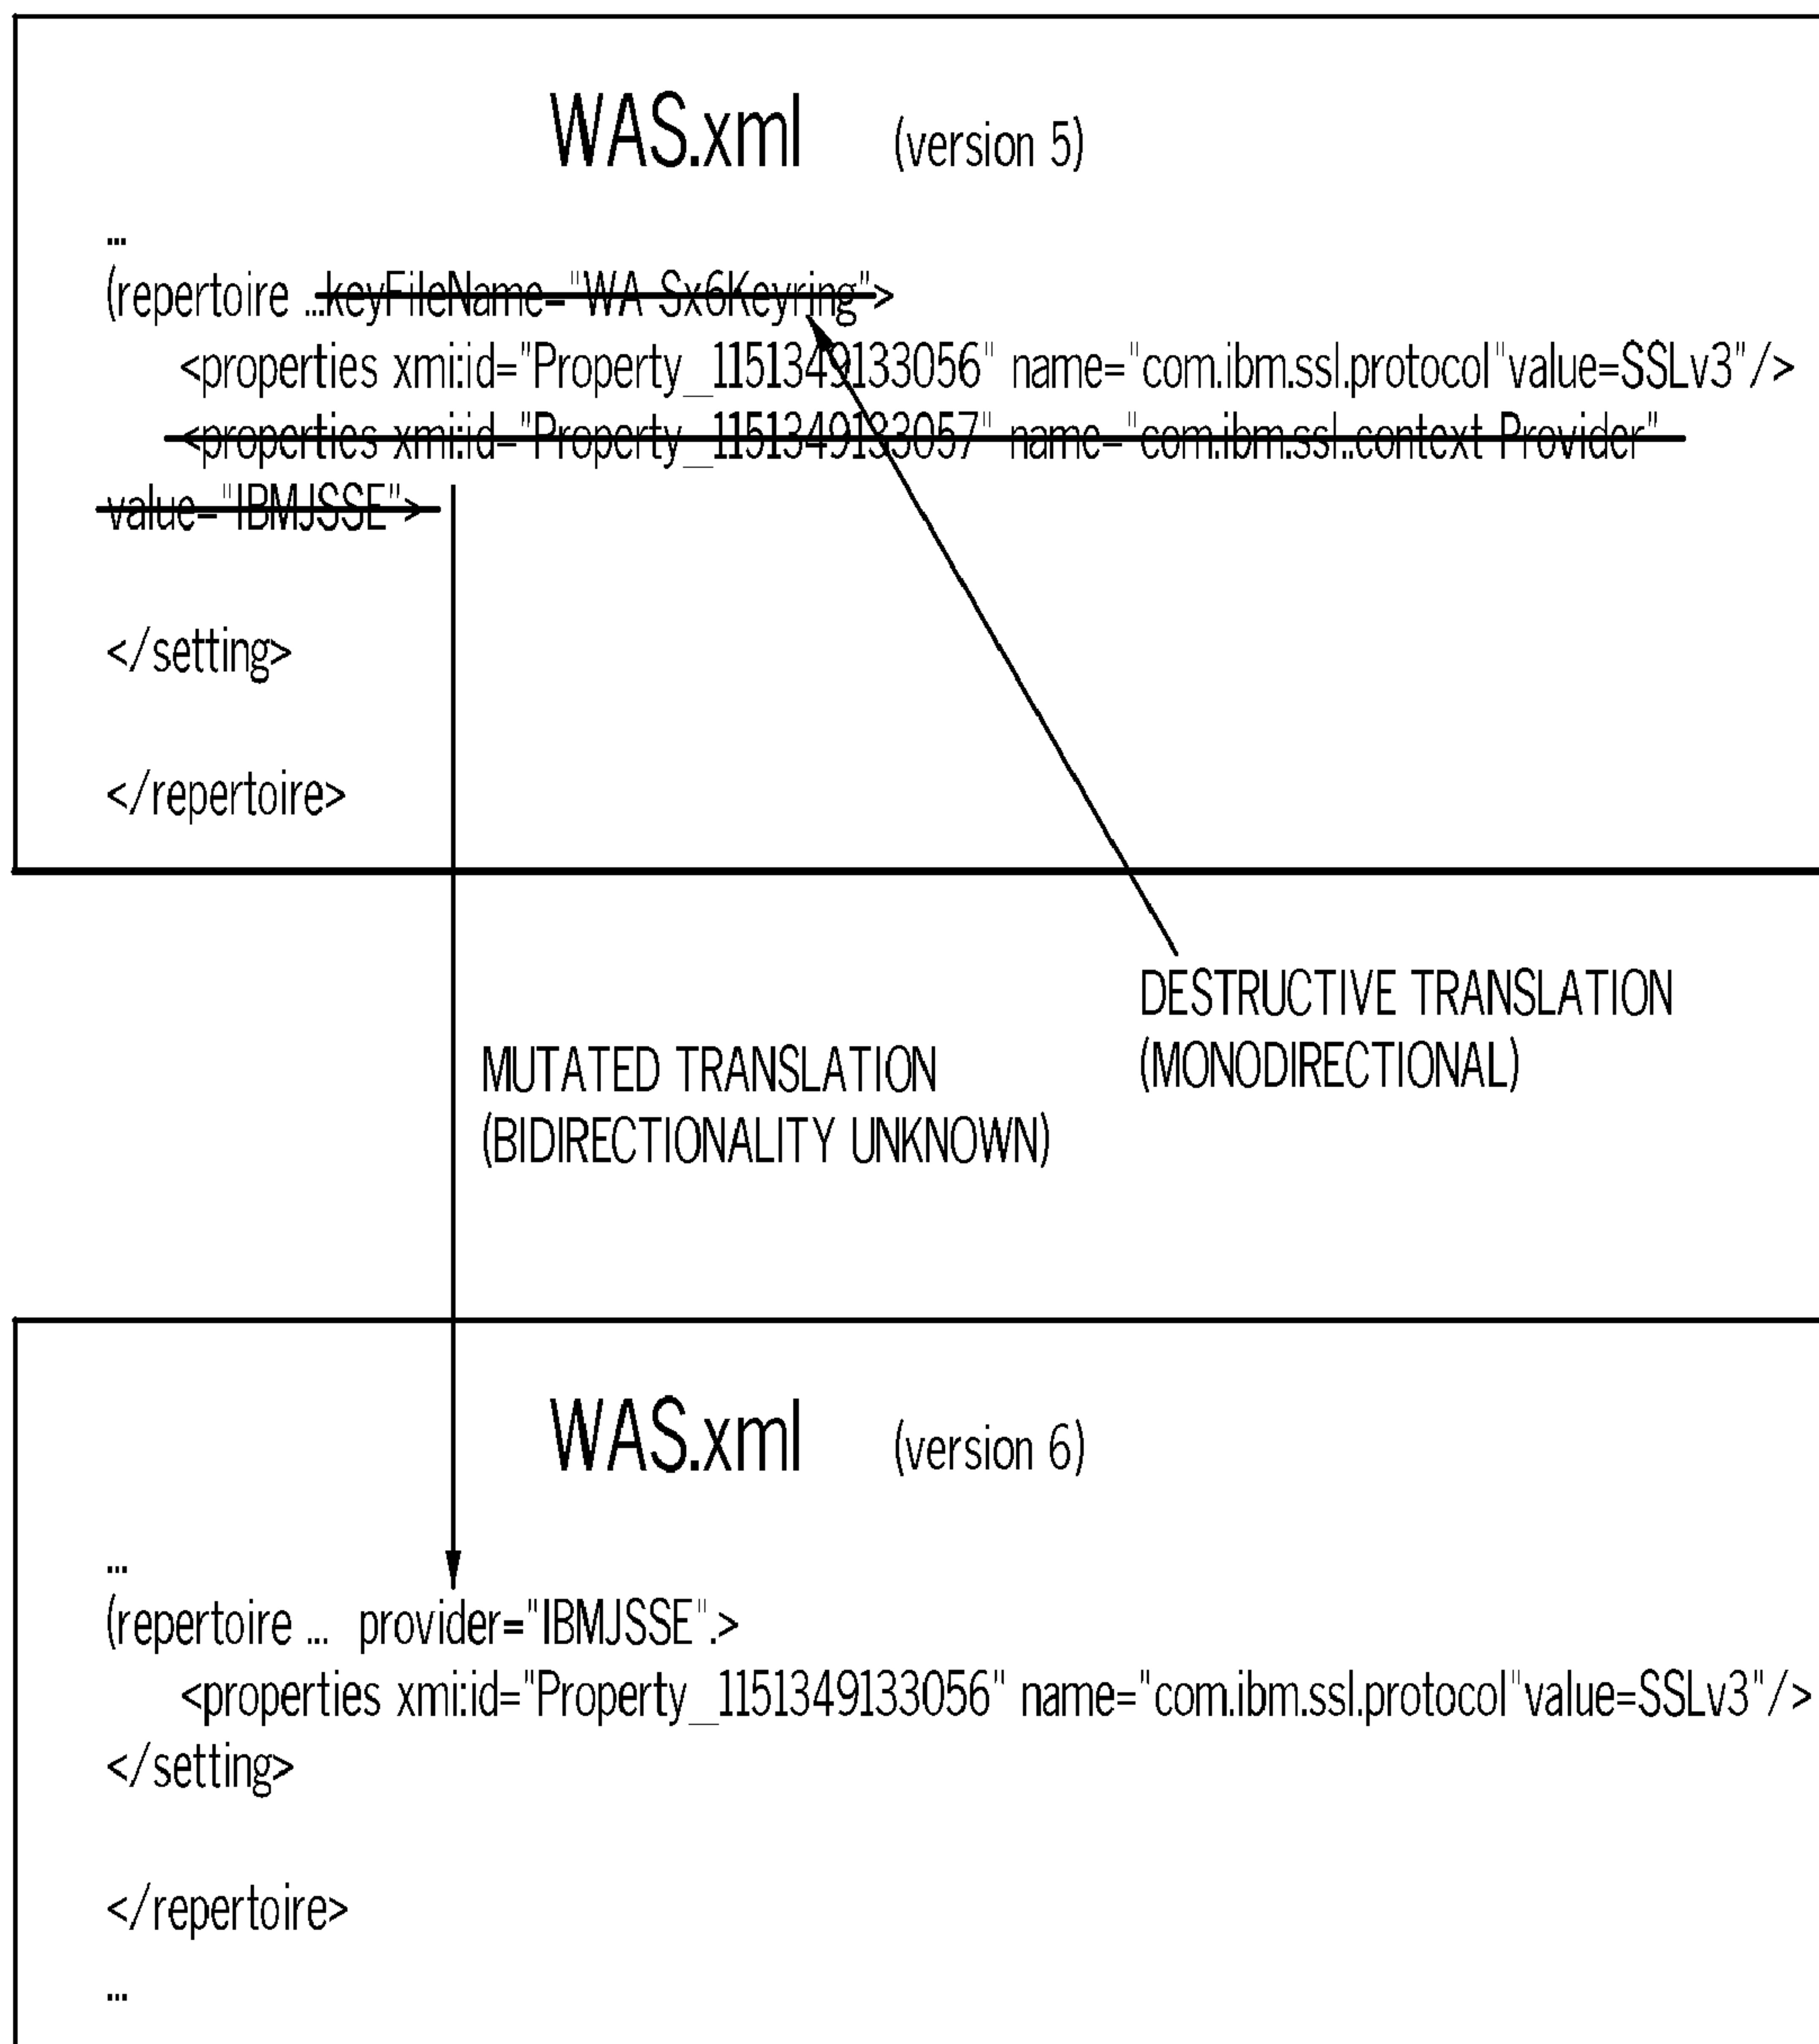 WAS.xml (version 5)
...
(repertoire ...keyFileName="WA Sx6Keyring">
<properties xmi:id="Property_1151349133056" name="com.ibm.ssl.protocol"value=SSLv3"/>
<properties xmi:id="Property_1151349133057" name="com.ibm.ssl..context Provider"
value="IBMJSSE">
</setting>
</repertoire>
DESTRUCTIVE TRANSLATION
(MONODIRECTIONAL)
MUTATED TRANSLATION
(BIDIRECTIONALITY UNKNOWN)
WAS.xml (version 6)
...
(repertoire ... provider="IBMJSSE".>
<properties xmi:id="Property_1151349133056" name="com.ibm.ssl.protocol"value=SSLv3"/>
</setting>
</repertoire>
...